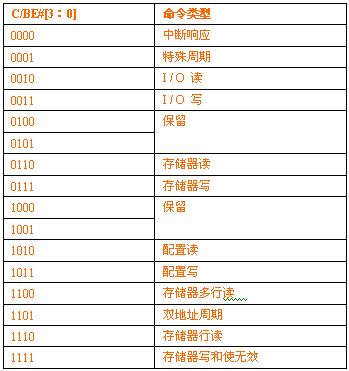 C/BE#[3：0] 命令类型
0000 中断响应
0001 特殊周期
0010 I / O 读
0011 I / O 写
0100 保留
0101
0110 存储器读
0111 存储器写
1000 保留
1001
1010 配置读
1011 配置写
1100 存储器多行读
1101 双地址周期
1110 存储器行读
1111 存储器写和使无效